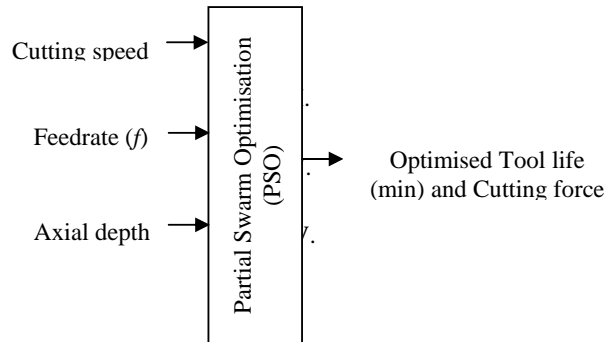 Cutting speed
Feedrate (f)
Axial depth
Partial Swarm Optimisation
(PSO)
Optimised Tool life
(min) and Cutting force